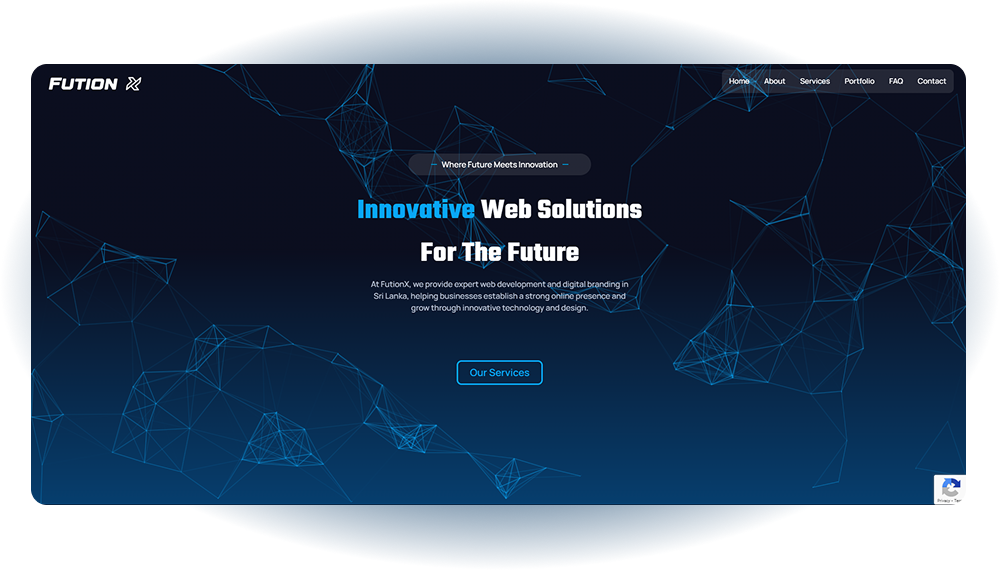 FUTION X
Home About Services Portfolio FAQ Contact
Where Future Meets Innovation
Innovative Web Solutions
For The Future
At FutionX, we provide expert web development and digital branding in
Sri Lanka, helping businesses establish a strong online presence and
grow through innovative technology and design.
Our Services
Privacy - Ter